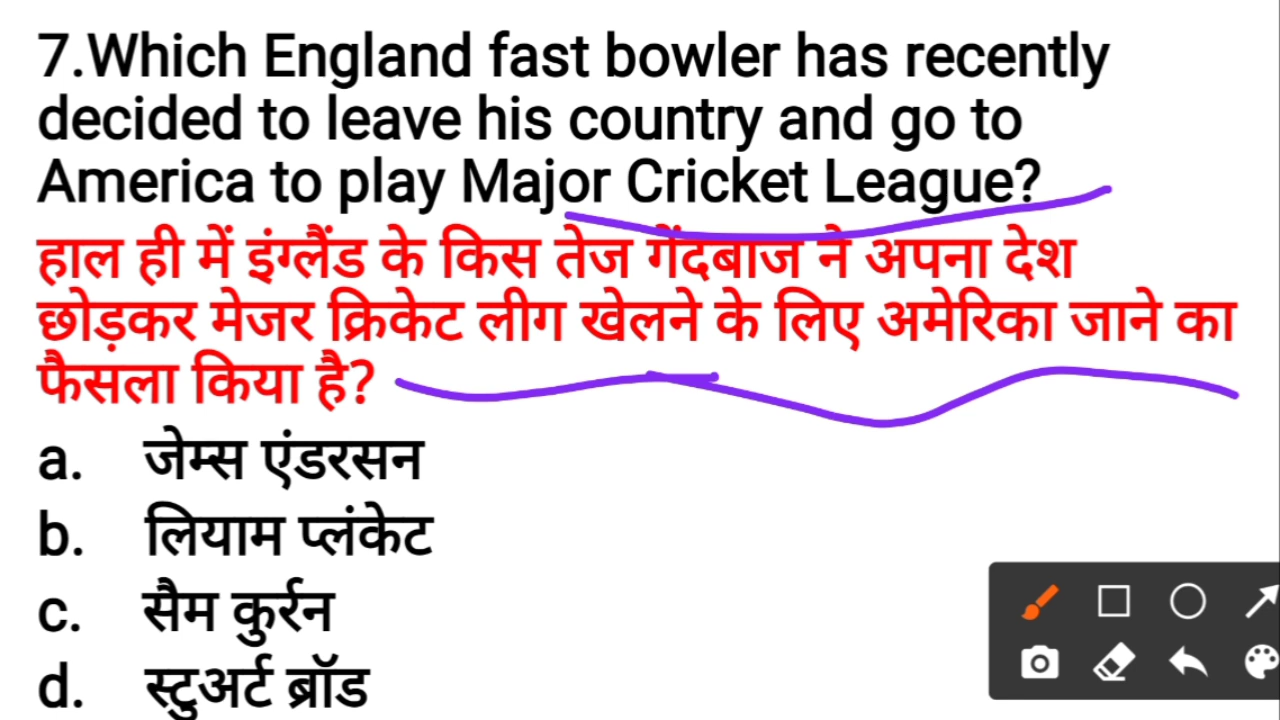 7.Which England fast bowler has recently
decided to leave his country and go to
America to play Major Cricket League?
हाल ही में इंग्लैंड के किस तेज गेंदबाज ने अपना देश
छोड़कर मेजर क्रिकेट लीग खेलने के लिए अमेरिका जाने का
फैसला किया है?
a. जेम्स एंडरसन
b. लियाम प्लंकेट
c. सैम कुर्रन
d. स्टुअर्ट ब्रॉड